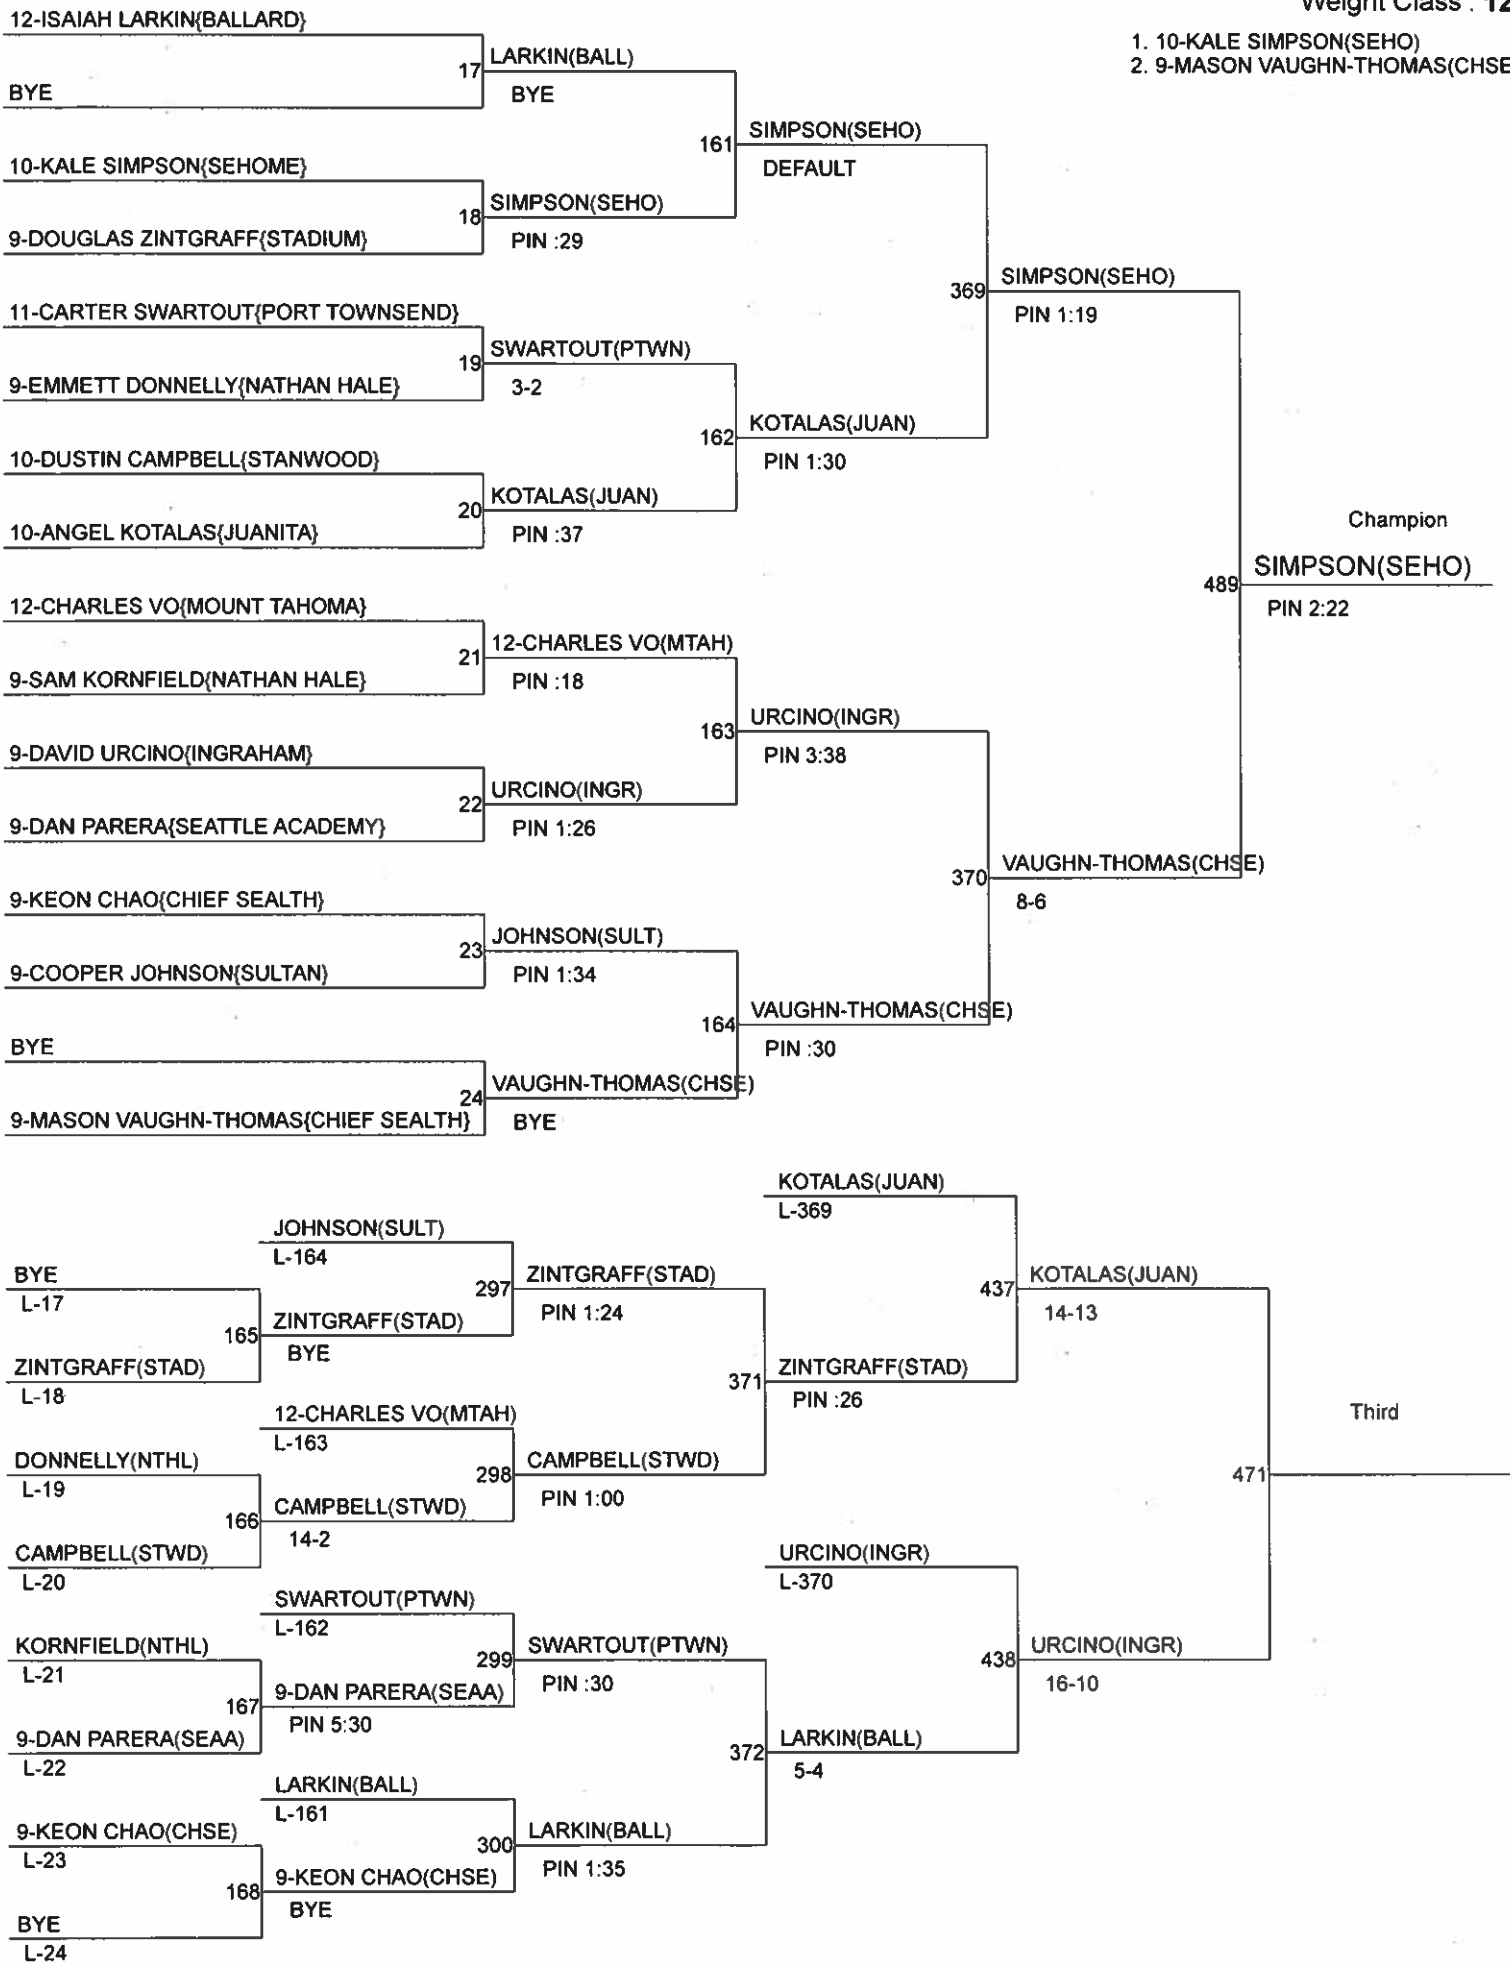 Weight Class : 12
1. 10-KALE SIMPSON(SEHO)
2. 9-MASON VAUGHN-THOMAS(CHSE
12-ISAIAH LARKIN{BALLARD}
17
LARKIN(BALL)
BYE
BYE
161
SIMPSON(SEHO)
DEFAULT
10-KALE SIMPSON{SEHOME}
18
SIMPSON(SEHO)
PIN :29
9-DOUGLAS ZINTGRAFF{STADIUM}
369
SIMPSON(SEHO)
PIN 1:19
11-CARTER SWARTOUT{PORT TOWNSEND}
19
SWARTOUT(PTWN)
3-2
9-EMMETT DONNELLY{NATHAN HALE}
162
KOTALAS(JUAN)
PIN 1:30
10-DUSTIN CAMPBELL{STANWOOD}
20
KOTALAS(JUAN)
PIN :37
10-ANGEL KOTALAS{JUANITA}
Champion
489
SIMPSON(SEHO)
PIN 2:22
12-CHARLES VO{MOUNT TAHOMA}
21
12-CHARLES VO(MTAH)
PIN :18
9-SAM KORNFIELD{NATHAN HALE}
163
URCINO(INGR)
PIN 3:38
9-DAVID URCINO{INGRAHAM}
22
URCINO(INGR)
PIN 1:26
9-DAN PARERA{SEATTLE ACADEMY}
370
VAUGHN-THOMAS(CHSE)
8-6
9-KEON CHAO{CHIEF SEALTH}
23
JOHNSON(SULT)
PIN 1:34
9-COOPER JOHNSON{SULTAN}
164
VAUGHN-THOMAS(CHSE)
PIN :30
BYE
24
VAUGHN-THOMAS(CHSE)
BYE
9-MASON VAUGHN-THOMAS{CHIEF SEALTH}
KOTALAS(JUAN)
L-369
JOHNSON(SULT)
L-164
BYE
L-17
297
ZINTGRAFF(STAD)
PIN 1:24
437
KOTALAS(JUAN)
14-13
165
ZINTGRAFF(STAD)
BYE
ZINTGRAFF(STAD)
L-18
371
ZINTGRAFF(STAD)
PIN :26
12-CHARLES VO(MTAH)
L-163
Third
DONNELLY(NTHL)
L-19
298
CAMPBELL(STWD)
PIN 1:00
471
166
CAMPBELL(STWD)
14-2
CAMPBELL(STWD)
L-20
URCINO(INGR)
L-370
SWARTOUT(PTWN)
L-162
KORNFIELD(NTHL)
L-21
299
SWARTOUT(PTWN)
PIN :30
438
URCINO(INGR)
16-10
167
9-DAN PARERA(SEAA)
PIN 5:30
9-DAN PARERA(SEAA)
L-22
372
LARKIN(BALL)
5-4
LARKIN(BALL)
L-161
9-KEON CHAO(CHSE)
L-23
300
LARKIN(BALL)
PIN 1:35
168
9-KEON CHAO(CHSE)
BYE
BYE
L-24